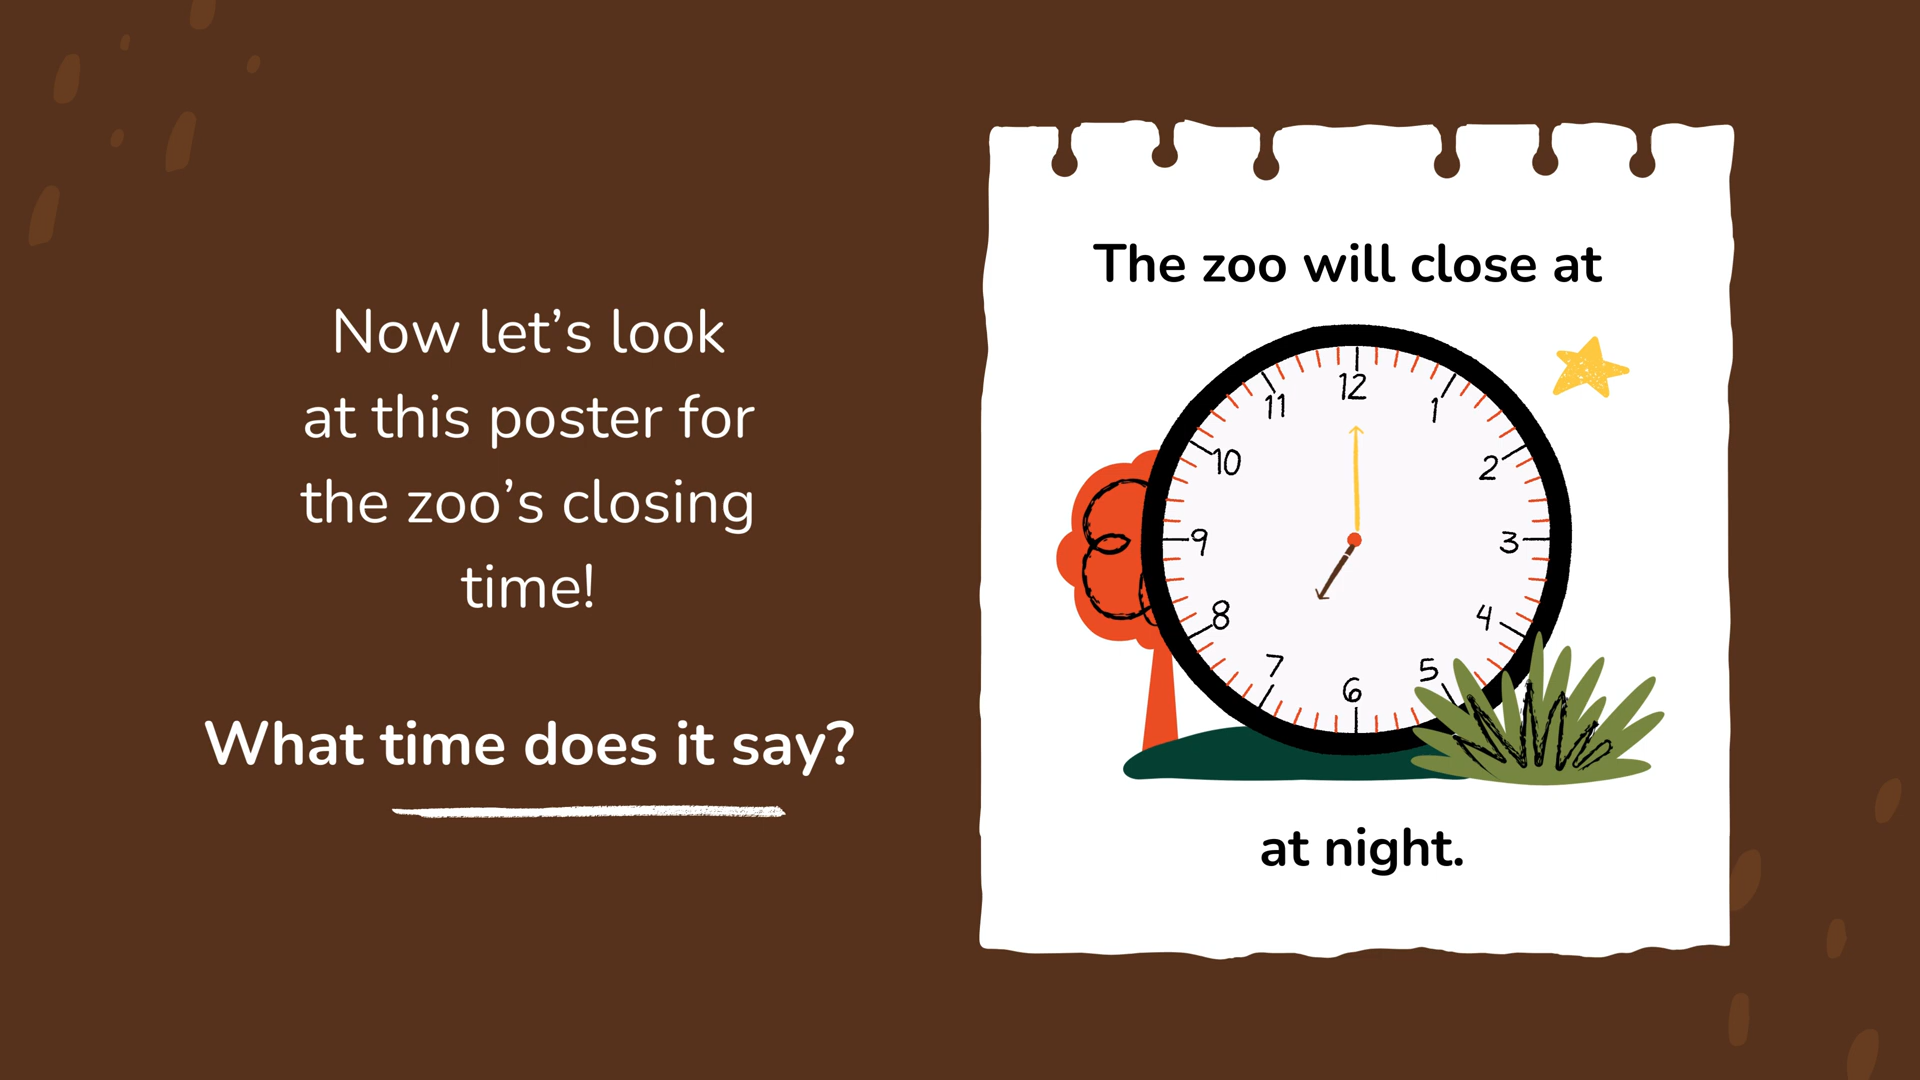 Now let’s look
at this poster for
the zoo’s closing
time!
What time does it say?
The zoo will close at
12
11
1
10
2
9
3
8
4
7
5
6
at night.